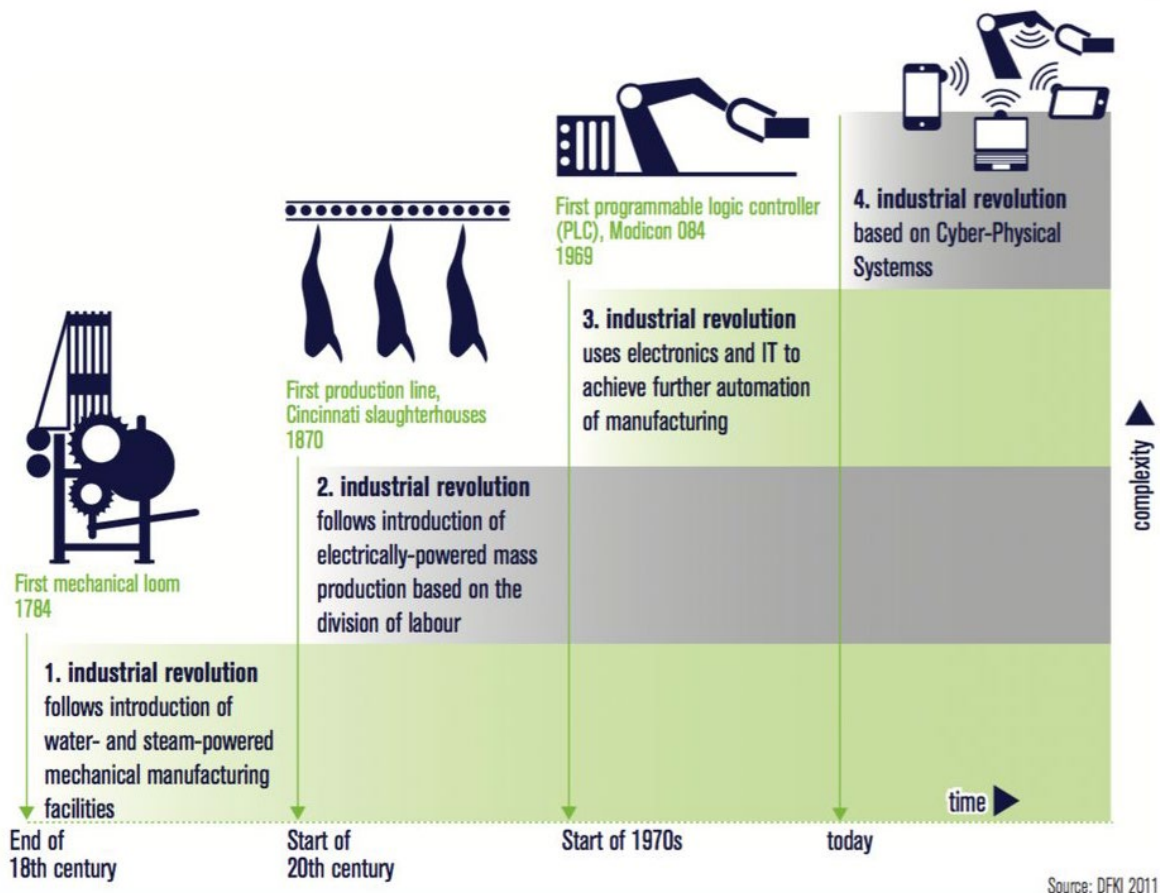 First mechanical loom
1784
1. industrial revolution
follows introduction of
water- and steam-powered
mechanical manufacturing
facilities
End of
18th century
First production line,
Cincinnati slaughterhouses
1870
2. industrial revolution
follows introduction of
electrically-powered mass
production based on the
division of labour
Start of
20th century
First programmable logic controller
(PLC), Modicon 084
1969
3. industrial revolution
uses electronics and IT to
achieve further automation
of manufacturing
Start of 1970s
4. industrial revolution
based on Cyber-Physical
Systemss
today
time
complexity
Source: DFKI 2011